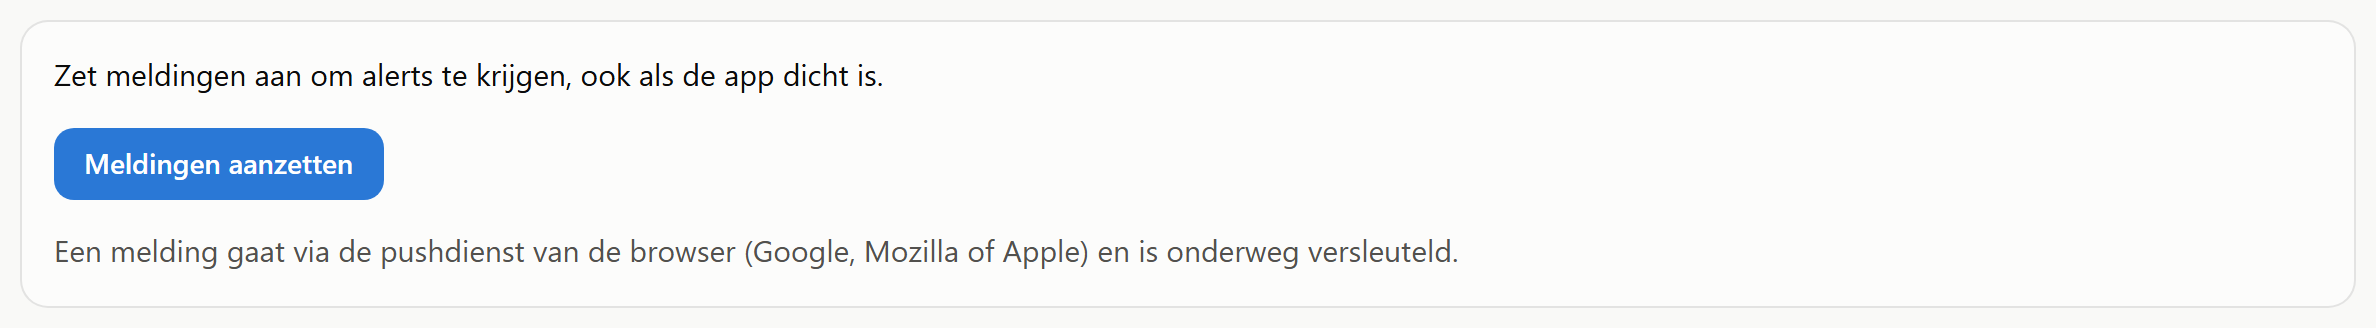 Zet meldingen aan om alerts te krijgen, ook als de app dicht is.
Meldingen aanzetten
Een melding gaat via de pushdienst van de browser (Google, Mozilla of Apple) en is onderweg versleuteld.